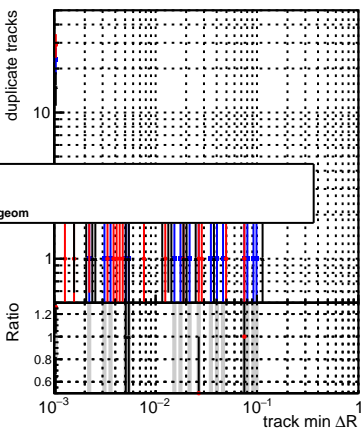 duplicate tracks
10
geom
1
Ratio
1.2
1
0.8
0.6
10⁻³ 10⁻² 10⁻¹ 1
track min ΔR